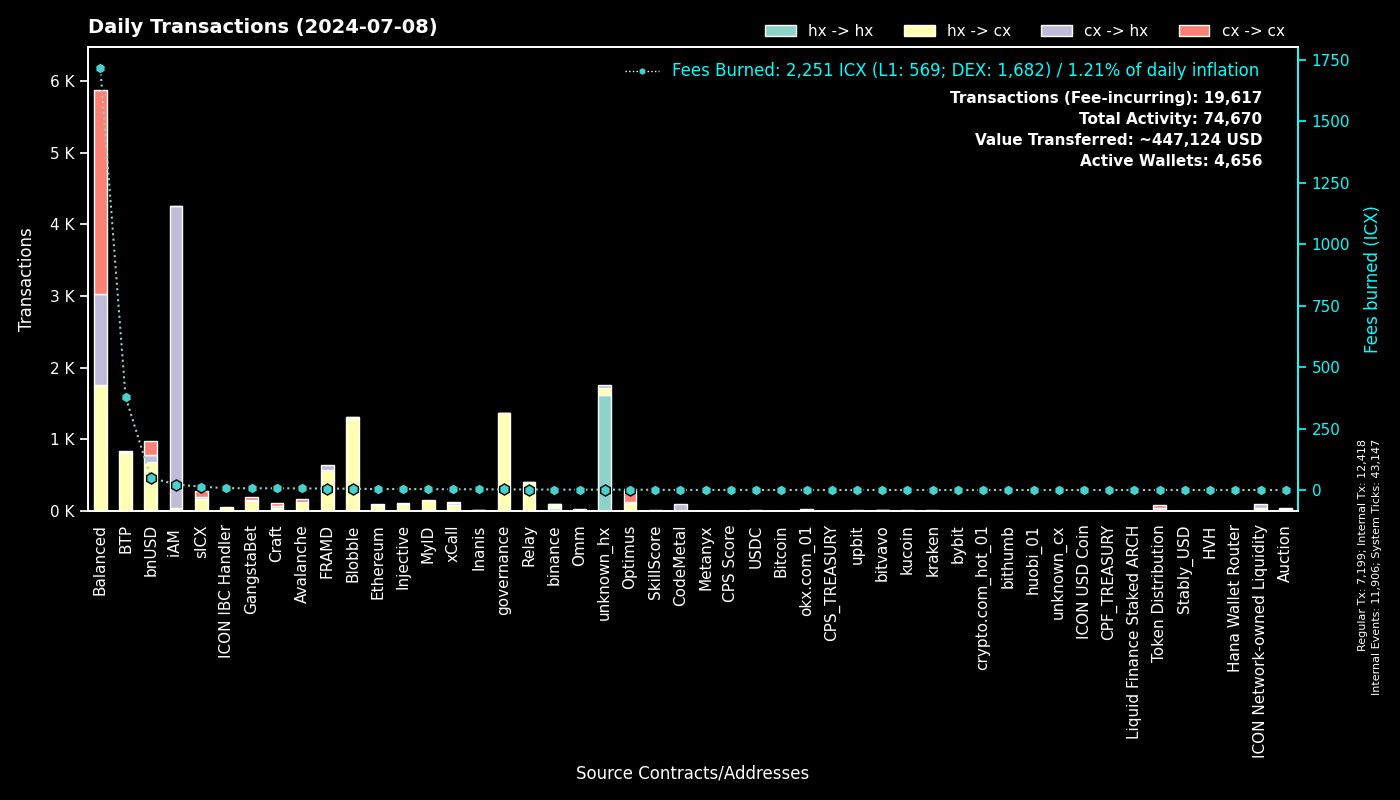 Daily Transactions (2024-07-08)
hx -> hx
hx -> cx
cx -> hx
cx -> cx
Fees Burned: 2,251 ICX (L1: 569; DEX: 1,682) / 1.21% of daily inflation
Transactions (Fee-incurring): 19,617
Total Activity: 74,670
Value Transferred: ~447,124 USD
Active Wallets: 4,656
Transactions
6 K
5 K
4 K
3 K
2 K
1 K
0 K
1750
1500
1250
1000
750
500
250
0
Fees burned (ICX)
Regular Tx: 7,199; Internal Tx: 12,418
Internal Events: 11,906; System Ticks: 43,147
Balanced
BTP
bnUSD
iAM
sICX
ICON IBC Handler
GangstaBet
Craft
Avalanche
FRAMD
Blobble
Ethereum
Injective
MyID
xCall
Inanis
governance
Relay
binance
Omm
unknown_hx
Optimus
SkillScore
CodeMetal
Metanyx
CPS Score
USDC
Bitcoin
okx.com_01
CPS_TREASURY
upbit
bitvavo
kucoin
kraken
bybit
crypto.com_hot_01
bithumb
huobi_01
unknown_cx
ICON USD Coin
CPF_TREASURY
Liquid Finance Staked ARCH
Token Distribution
Stably_USD
HVH
Hana Wallet Router
ICON Network-owned Liquidity
Auction
Source Contracts/Addresses